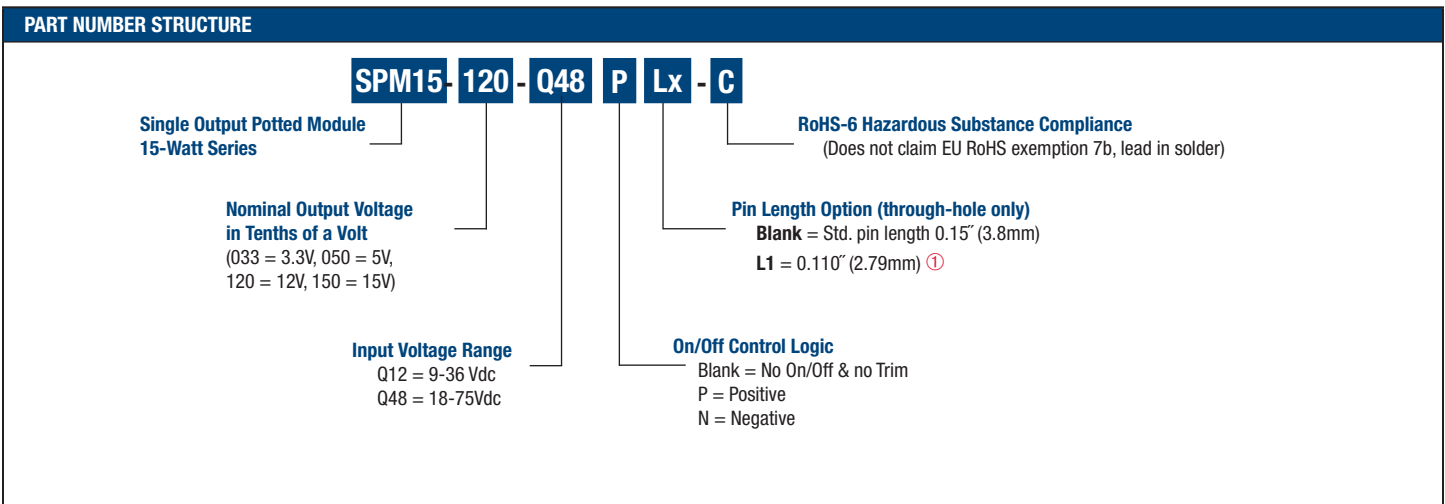 PART NUMBER STRUCTURE
SPM15 - 120 - Q48 P Lx - C
Single Output Potted Module
15-Watt Series
RoHS-6 Hazardous Substance Compliance
(Does not claim EU RoHS exemption 7b, lead in solder)
Nominal Output Voltage
in Tenths of a Volt
(033 = 3.3V, 050 = 5V,
120 = 12V, 150 = 15V)
Pin Length Option (through-hole only)
Blank = Std. pin length 0.15˝ (3.8mm)
L1 = 0.110˝ (2.79mm) ①
Input Voltage Range
Q12 = 9-36 Vdc
Q48 = 18-75Vdc
On/Off Control Logic
Blank = No On/Off & no Trim
P = Positive
N = Negative